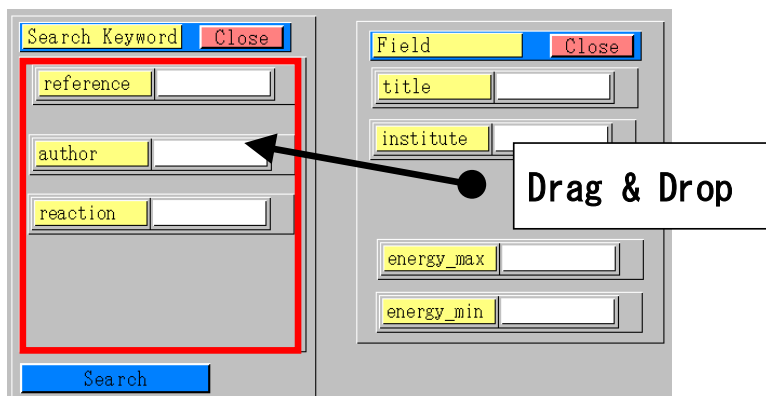 Search Keyword Close
reference
author
reaction
Search
Field Close
title
institute
energy_max
energy_min
Drag & Drop